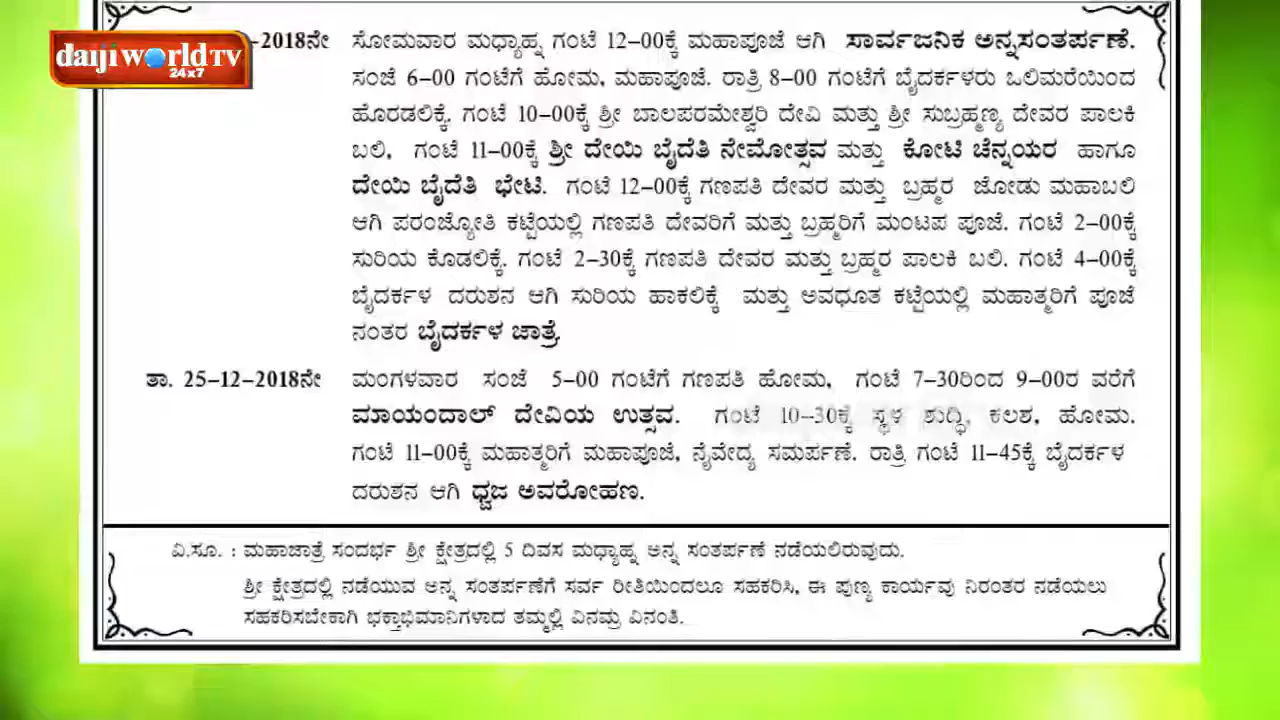 daijiworldTV
24x7
-2018ನೇ ಸೋಮವಾರ ಮಧ್ಯಾಹ್ನ ಗಂಟೆ 12-00ಕ್ಕೆ ಮಹಾಪೂಜೆ ಆಗಿ ಸಾರ್ವಜನಿಕ ಅನ್ನಸಂತರ್ಪಣೆ.
ಸಂಜೆ 6-00 ಗಂಟೆಗೆ ಹೋಮ, ಮಹಾಪೂಜೆ. ರಾತ್ರಿ 8-00 ಗಂಟೆಗೆ ಬೈದರ್ಕಳರು ಒಲಿಮರೆಯಿಂದ
ಹೊರಡಲಿಕ್ಕೆ. ಗಂಟೆ 10-00ಕ್ಕೆ ಶ್ರೀ ಬಾಲಪರಮೇಶ್ವರಿ ದೇವಿ ಮತ್ತು ಶ್ರೀ ಸುಬ್ರಹ್ಮಣ್ಯ ದೇವರ ಪಾಲಕಿ
ಬಲಿ, ಗಂಟೆ 11-00ಕ್ಕೆ ಶ್ರೀ ದೇಯಿ ಬೈದೆತಿ ನೇಮೋತ್ಸವ ಮತ್ತು ಕೋಟಿ ಚೆನ್ನಯರ ಹಾಗೂ
ದೇಯಿ ಬೈದೆತಿ ಭೇಟಿ. ಗಂಟೆ 12-00ಕ್ಕೆ ಗಣಪತಿ ದೇವರ ಮತ್ತು ಬ್ರಹ್ಮರ ಜೋಡು ಮಹಾಬಲಿ
ಆಗಿ ಪರಂಜ್ಯೋತಿ ಕಟ್ಟೆಯಲ್ಲಿ ಗಣಪತಿ ದೇವರಿಗೆ ಮತ್ತು ಬ್ರಹ್ಮರಿಗೆ ಮಂಟಪ ಪೂಜೆ. ಗಂಟೆ 2-00ಕ್ಕೆ
ಸುರಿಯ ಕೊಡಲಿಕ್ಕೆ. ಗಂಟೆ 2-30ಕ್ಕೆ ಗಣಪತಿ ದೇವರ ಮತ್ತು ಬ್ರಹ್ಮರ ಪಾಲಕಿ ಬಲಿ. ಗಂಟೆ 4-00ಕ್ಕೆ
ಬೈದರ್ಕಳ ದರುಶನ ಆಗಿ ಸುರಿಯ ಹಾಕಲಿಕ್ಕೆ ಮತ್ತು ಅವಧೂತ ಕಟ್ಟೆಯಲ್ಲಿ ಮಹಾತ್ಮರಿಗೆ ಪೂಜೆ
ನಂತರ ಬೈದರ್ಕಳ ಜಾತ್ರೆ.
ತಾ. 25-12-2018ನೇ ಮಂಗಳವಾರ ಸಂಜೆ 5-00 ಗಂಟೆಗೆ ಗಣಪತಿ ಹೋಮ, ಗಂಟೆ 7-30ರಿಂದ 9-00ರ ವರೆಗೆ
ಮಾಯಂದಾಲ್ ದೇವಿಯ ಉತ್ಸವ. ಗಂಟೆ 10-30ಕ್ಕೆ ಸ್ಥಳ ಶುದ್ಧಿ, ಕಲಶ, ಹೋಮ.
ಗಂಟೆ 11-00ಕ್ಕೆ ಮಹಾತ್ಮರಿಗೆ ಮಹಾಪೂಜೆ, ನೈವೇದ್ಯ ಸಮರ್ಪಣೆ. ರಾತ್ರಿ ಗಂಟೆ 11-45ಕ್ಕೆ ಬೈದರ್ಕಳ
ದರುಶನ ಆಗಿ ಧ್ವಜ ಅವರೋಹಣ.
ವಿ.ಸೂ. : ಮಹಾಜಾತ್ರೆ ಸಂದರ್ಭ ಶ್ರೀ ಕ್ಷೇತ್ರದಲ್ಲಿ 5 ದಿವಸ ಮಧ್ಯಾಹ್ನ ಅನ್ನ ಸಂತರ್ಪಣೆ ನಡೆಯಲಿರುವುದು.
ಶ್ರೀ ಕ್ಷೇತ್ರದಲ್ಲಿ ನಡೆಯುವ ಅನ್ನ ಸಂತರ್ಪಣೆಗೆ ಸರ್ವ ರೀತಿಯಿಂದಲೂ ಸಹಕರಿಸಿ, ಈ ಪುಣ್ಯ ಕಾರ್ಯವು ನಿರಂತರ ನಡೆಯಲು
ಸಹಕರಿಸಬೇಕಾಗಿ ಭಕ್ತಾಭಿಮಾನಿಗಳಾದ ತಮ್ಮಲ್ಲಿ ವಿನಮ್ರ ವಿನಂತಿ.